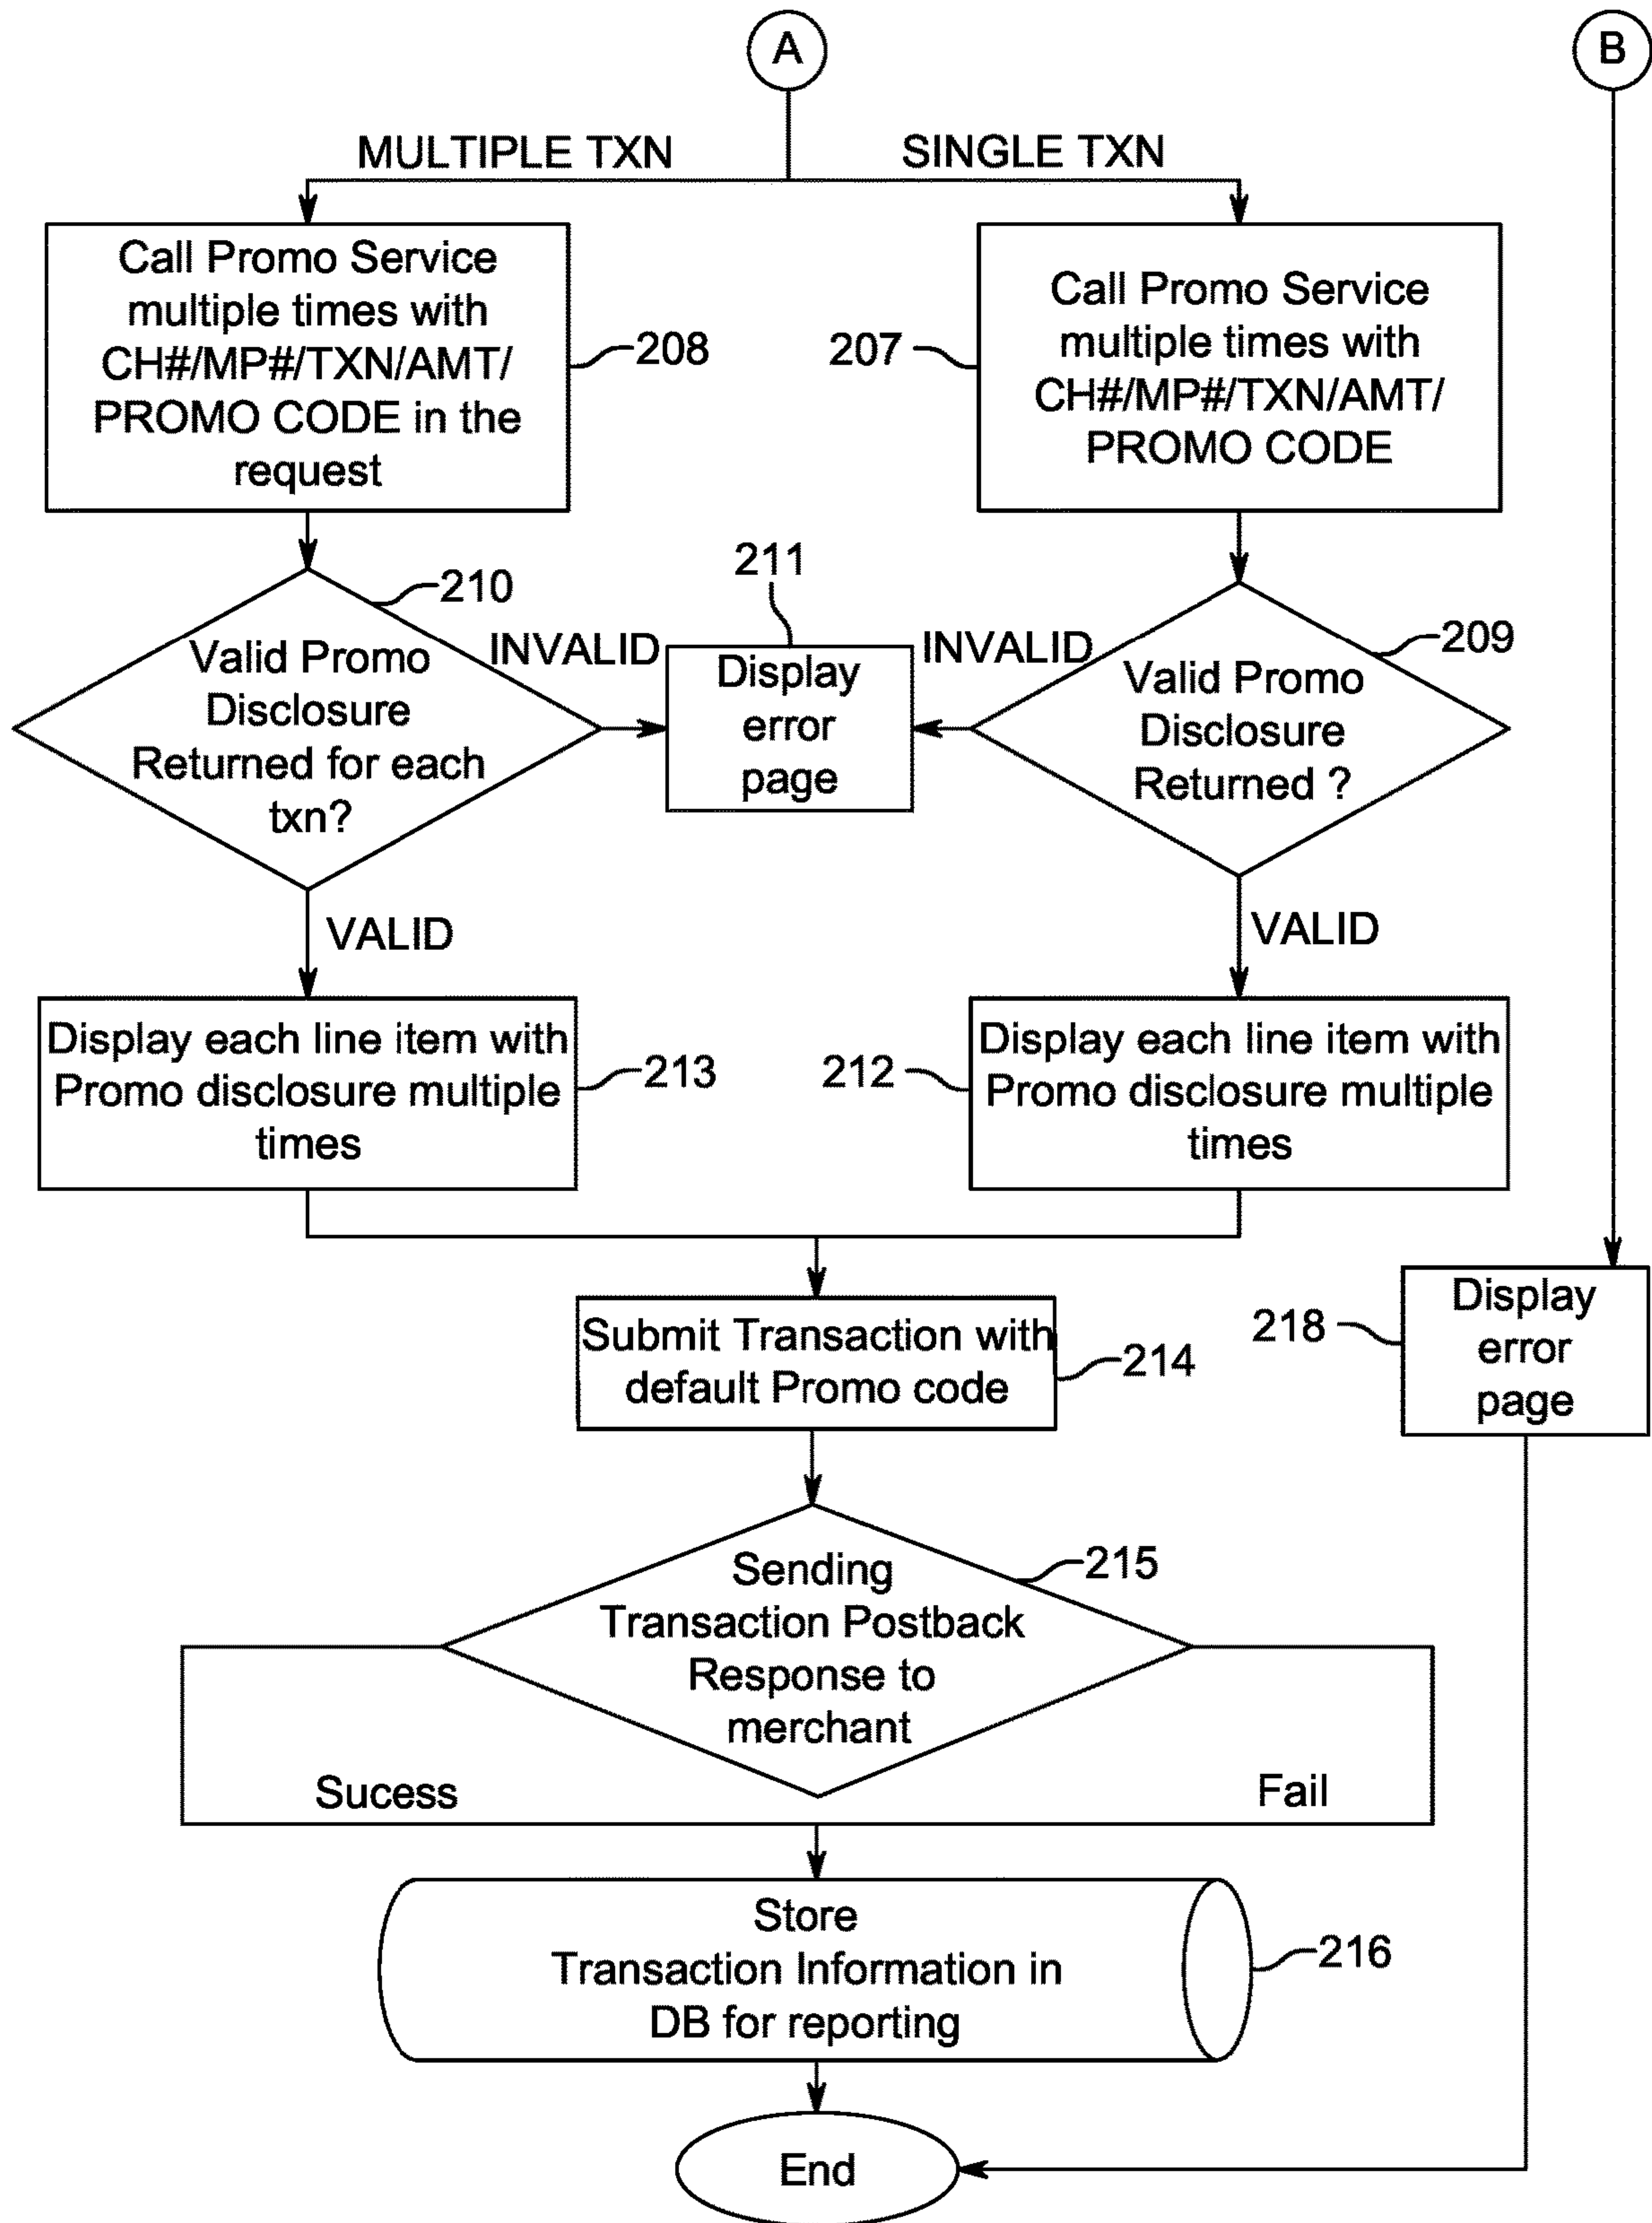 A
B
MULTIPLE TXN
SINGLE TXN
Call Promo Service
multiple times with
CH#/MP#/TXN/AMT/
PROMO CODE in the
request
208
207
Call Promo Service
multiple times with
CH#/MP#/TXN/AMT/
PROMO CODE
210
Valid Promo
Disclosure
Returned for each
txn?
INVALID
211
Display
error
page
INVALID
209
Valid Promo
Disclosure
Returned ?
VALID
VALID
Display each line item with
Promo disclosure multiple
times
213
212
Display each line item with
Promo disclosure multiple
times
Submit Transaction with
default Promo code
214
218
Display
error
page
Sending
Transaction Postback
Response to
merchant
215
Sucess
Fail
Store
Transaction Information in
DB for reporting
216
End